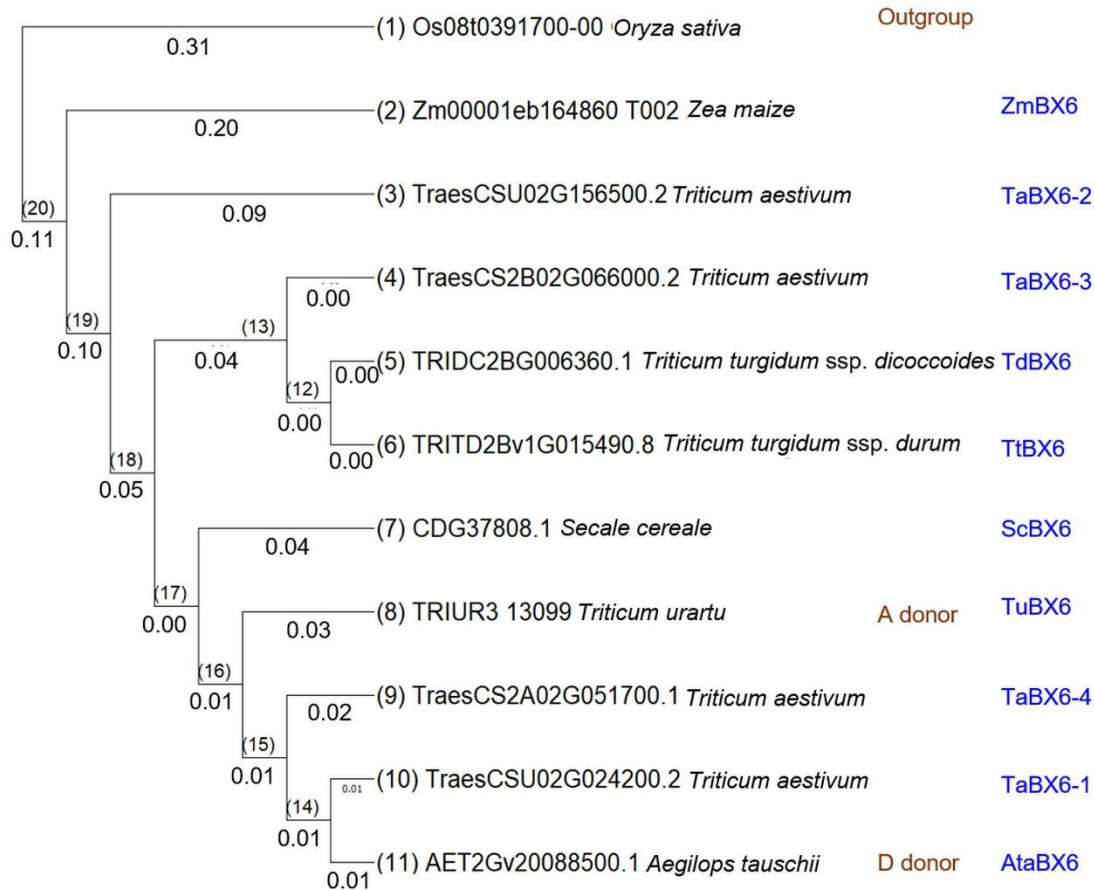 (1) Os08t0391700-00 Oryza sativa Outgroup
0.31
(2) Zm00001eb164860 T002 Zea maize ZmBX6
0.20
(3) TraesCSU02G156500.2 Triticum aestivum TaBX6-2
(20) 0.09
0.11
(4) TraesCS2B02G066000.2 Triticum aestivum TaBX6-3
0.00
(19) (13)
0.10 0.04
(5) TRIDC2BG006360.1 Triticum turgidum ssp. dicoccoides TdBX6
0.00
(12)
0.00
(6) TRITD2Bv1G015490.8 Triticum turgidum ssp. durum TtBX6
0.00
(18)
0.05
(7) CDG37808.1 Secale cereale ScBX6
0.04
(17)
0.00
(8) TRIUR3 13099 Triticum urartu A donor TuBX6
0.03
(16)
0.01
(9) TraesCS2A02G051700.1 Triticum aestivum TaBX6-4
0.02
(15)
0.01
(10) TraesCSU02G024200.2 Triticum aestivum TaBX6-1
0.01
(14)
0.01
(11) AET2Gv20088500.1 Aegilops tauschii D donor AtaBX6
0.01